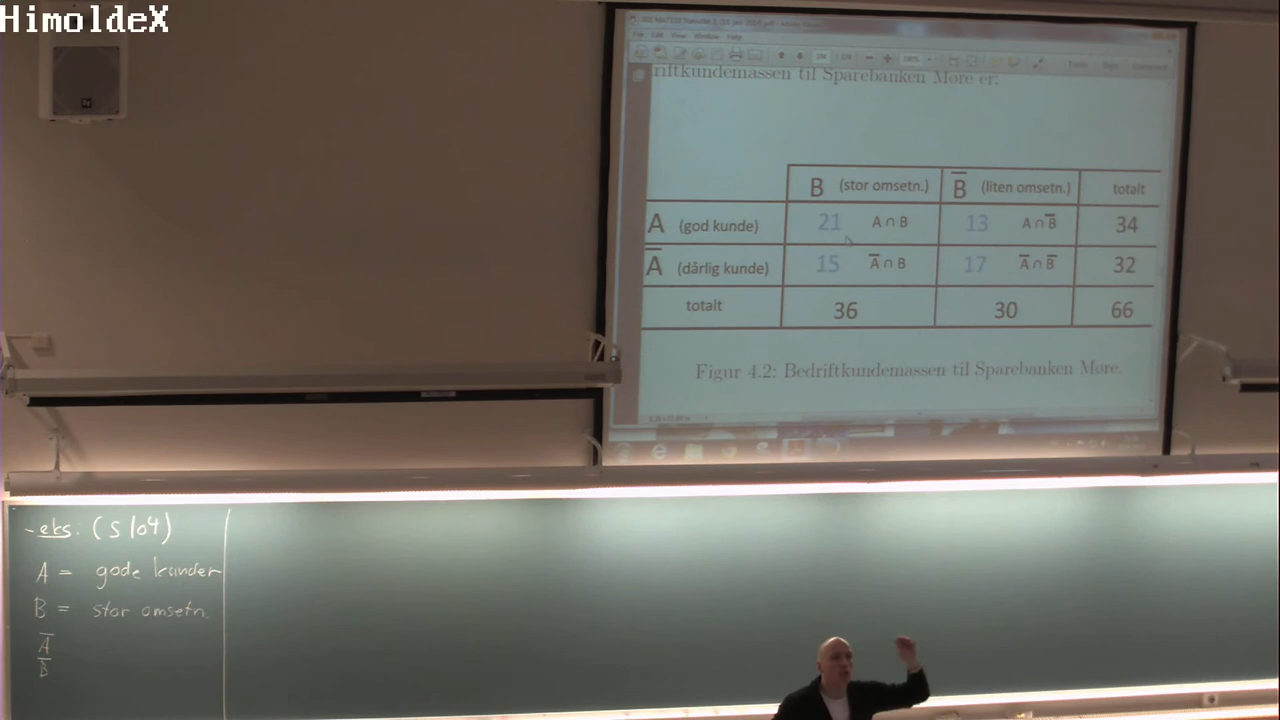 HimoldeX
riftkundemassen til Sparebanken Møre er:
B (stor omsetn.) B̅ (liten omsetn.) totalt
A (god kunde) 21 A ∩ B 13 A ∩ B̅ 34
A̅ (dårlig kunde) 15 A̅ ∩ B 17 A̅ ∩ B̅ 32
totalt 36 30 66
Figur 4.2: Bedriftkundemassen til Sparebanken Møre.
- eks. (S 104)
A = gode kunder
B = stor omsetn.
A̅
B̅